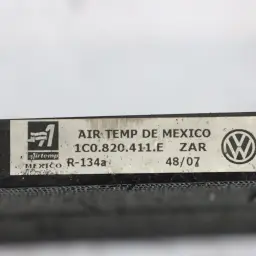 AIR TEMP DE MEXICO
1C0.820.411.E ZAR
airtemp
MEXICO R-134a 48/07